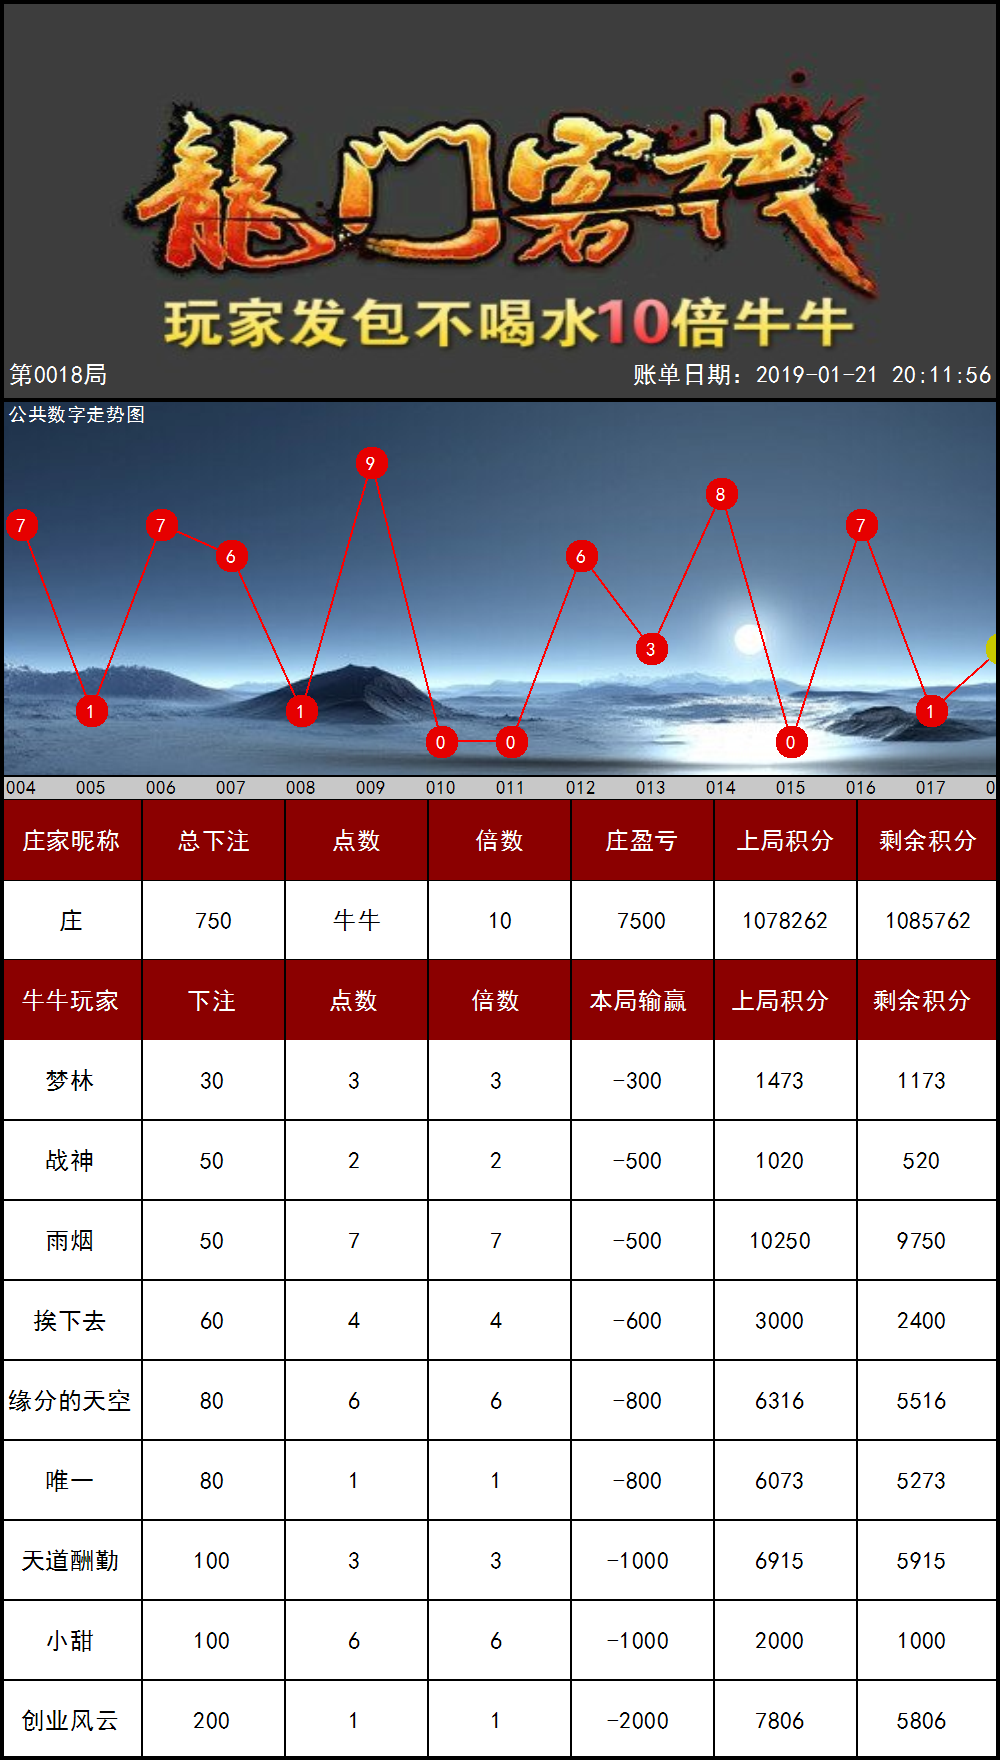 龍门客栈
玩家发包不喝水10倍牛牛
第0018局 账单日期：2019-01-21 20:11:56
公共数字走势图
7 1 7 6 1 9 0 0 6 3 8 0 7 1
004 005 006 007 008 009 010 011 012 013 014 015 016 017 0
庄家昵称 总下注 点数 倍数 庄盈亏 上局积分 剩余积分
庄 750 牛牛 10 7500 1078262 1085762
牛牛玩家 下注 点数 倍数 本局输赢 上局积分 剩余积分
梦林 30 3 3 -300 1473 1173
战神 50 2 2 -500 1020 520
雨烟 50 7 7 -500 10250 9750
挨下去 60 4 4 -600 3000 2400
缘分的天空 80 6 6 -800 6316 5516
唯一 80 1 1 -800 6073 5273
天道酬勤 100 3 3 -1000 6915 5915
小甜 100 6 6 -1000 2000 1000
创业风云 200 1 1 -2000 7806 5806